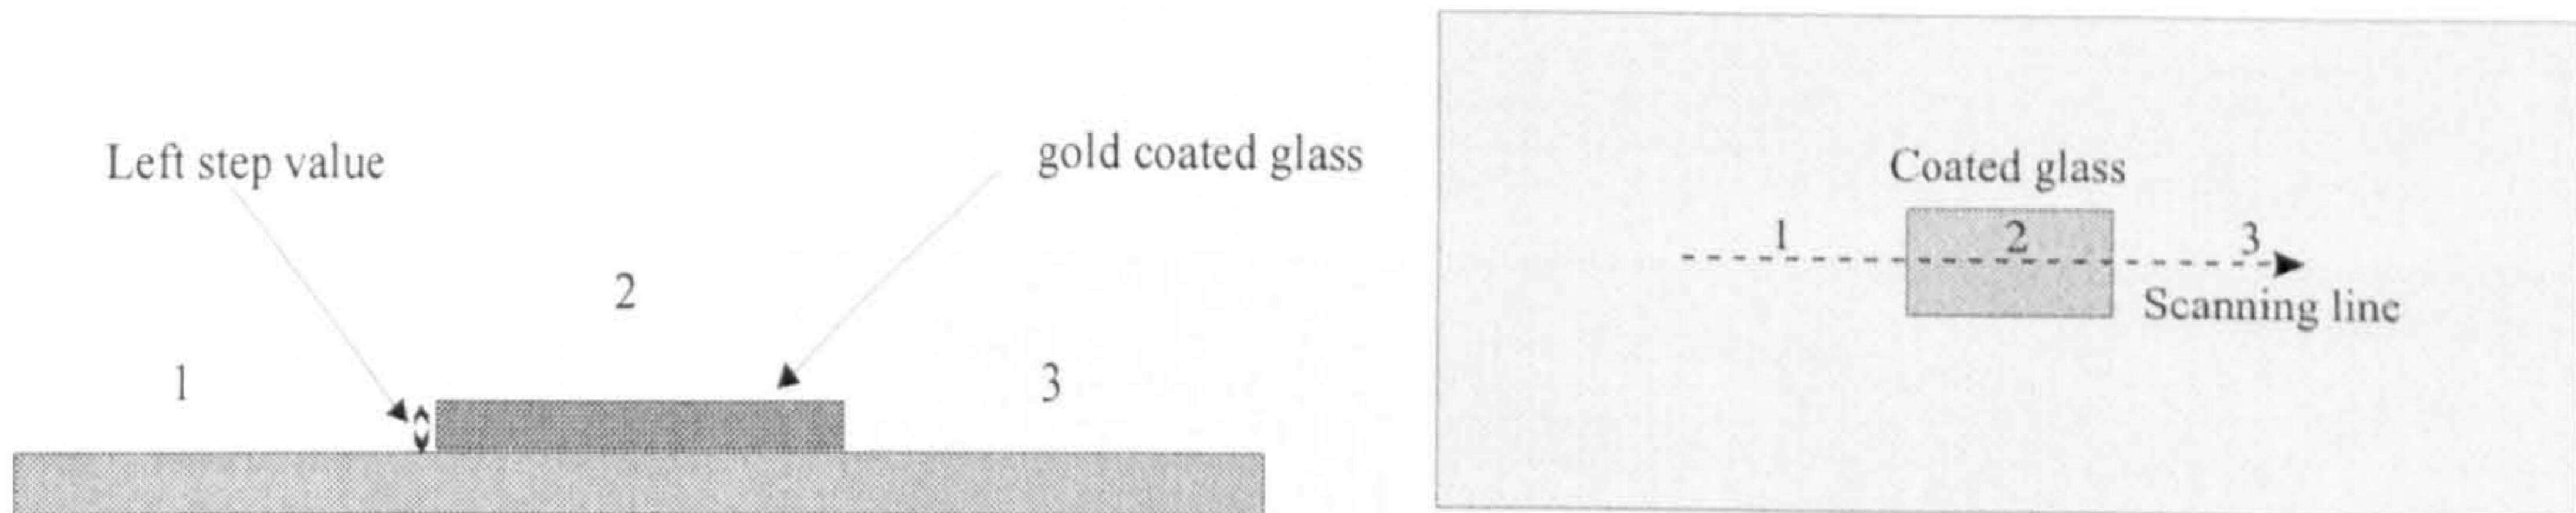 Left step value
gold coated glass
2
1
3
Coated glass
1
2
3
Scanning line